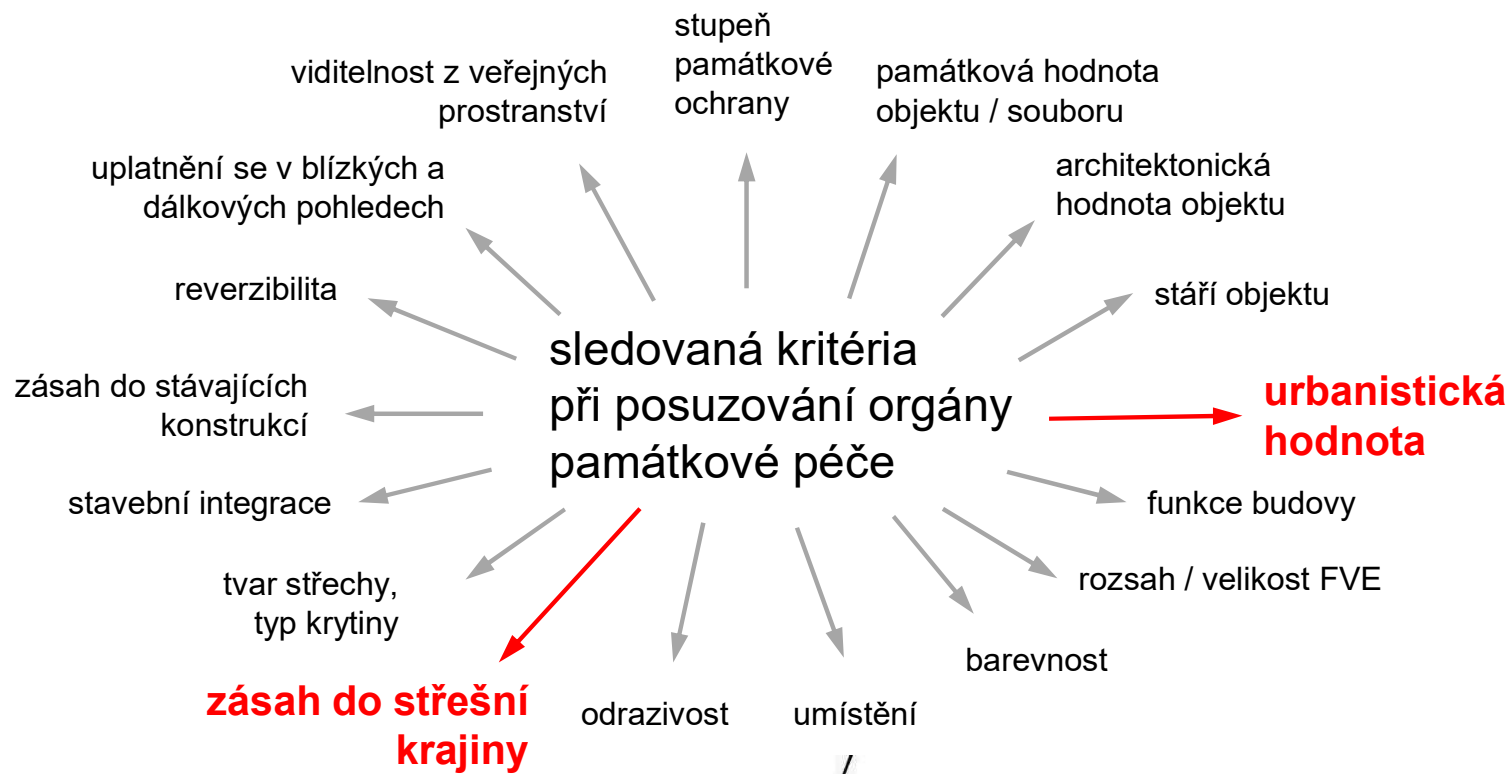 stupeň
památkové
ochrany
viditelnost z veřejných
prostranství
památková hodnota
objektu / souboru
uplatnění se v blízkých a
dálkových pohledech
architektonická
hodnota objektu
reverzibilita
stáří objektu
sledovaná kritéria
při posuzování orgány
památkové péče
zásah do stávajících
konstrukcí
urbanistická
hodnota
stavební integrace
funkce budovy
tvar střechy,
typ krytiny
rozsah / velikost FVE
barevnost
zásah do střešní
krajiny
odrazivost
umístění
/